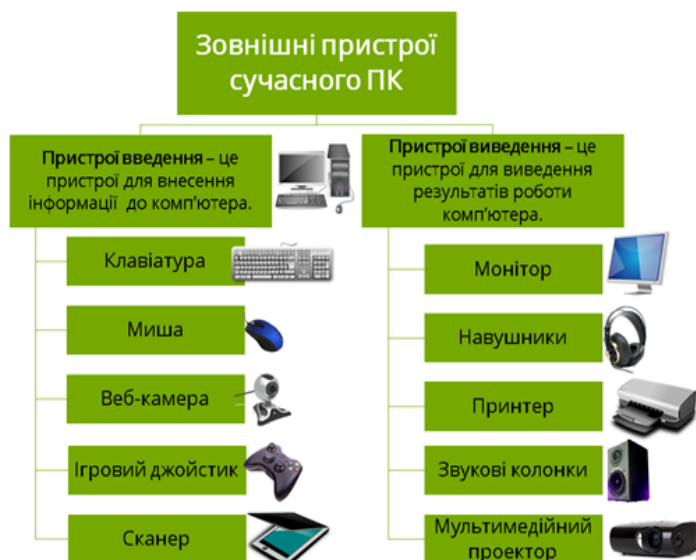 Зовнішні пристрої
сучасного ПК
Пристрої введення – це
пристрої для внесення
інформації до комп'ютера.
Клавіатура
Миша
Веб-камера
Ігровий джойстик
Сканер
Пристрої виведення – це
пристрої для виведення
результатів роботи
комп'ютера.
Монітор
Навушники
Принтер
Звукові колонки
Мультимедійний
проектор